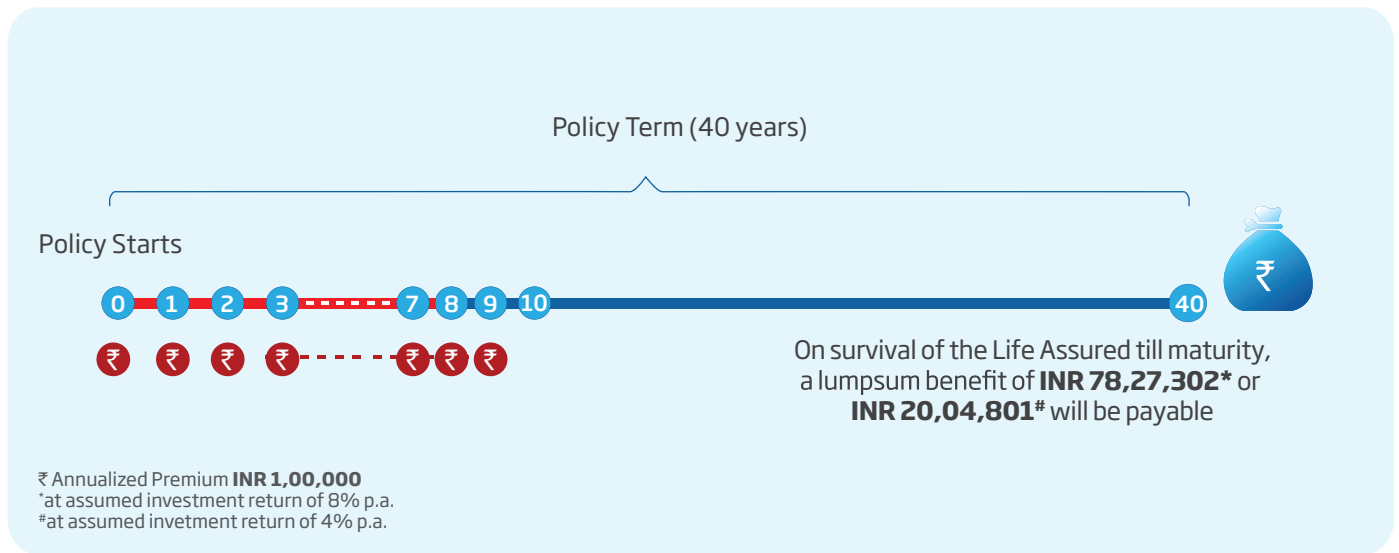 Policy Term (40 years)
Policy Starts
₹
0 1 2 3 7 8 9 10 40
₹ ₹ ₹ ₹ ₹ ₹ ₹
On survival of the Life Assured till maturity,
a lumpsum benefit of INR 78,27,302* or
INR 20,04,801# will be payable
₹ Annualized Premium INR 1,00,000
*at assumed investment return of 8% p.a.
#at assumed invetment return of 4% p.a.